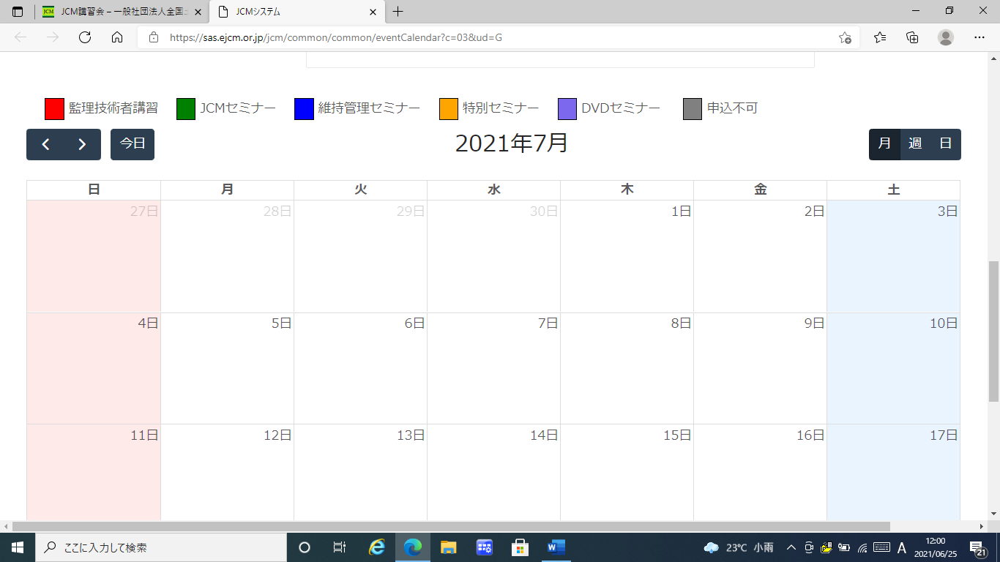 JCM講習会 – 一般社団法人全国
JCMシステム
https://sas.ejcm.or.jp/jcm/common/common/eventCalendar?c=03&ud=G
監理技術者講習 JCMセミナー 維持管理セミナー 特別セミナー DVDセミナー 申込不可
今日 2021年7月 月 週 日
日 月 火 水 木 金 土
27日 28日 29日 30日 1日 2日 3日
4日 5日 6日 7日 8日 9日 10日
11日 12日 13日 14日 15日 16日 17日
ここに入力して検索
23℃ 小雨
A
12:00
2021/06/25
21